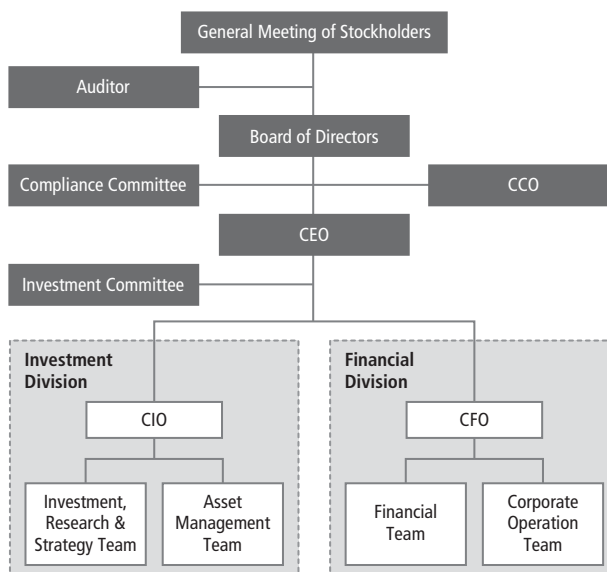 General Meeting of Stockholders
Auditor
Board of Directors
Compliance Committee
CCO
CEO
Investment Committee
Investment
Division
CIO
Investment,
Research &
Strategy Team
Asset
Management
Team
Financial
Division
CFO
Financial
Team
Corporate
Operation
Team